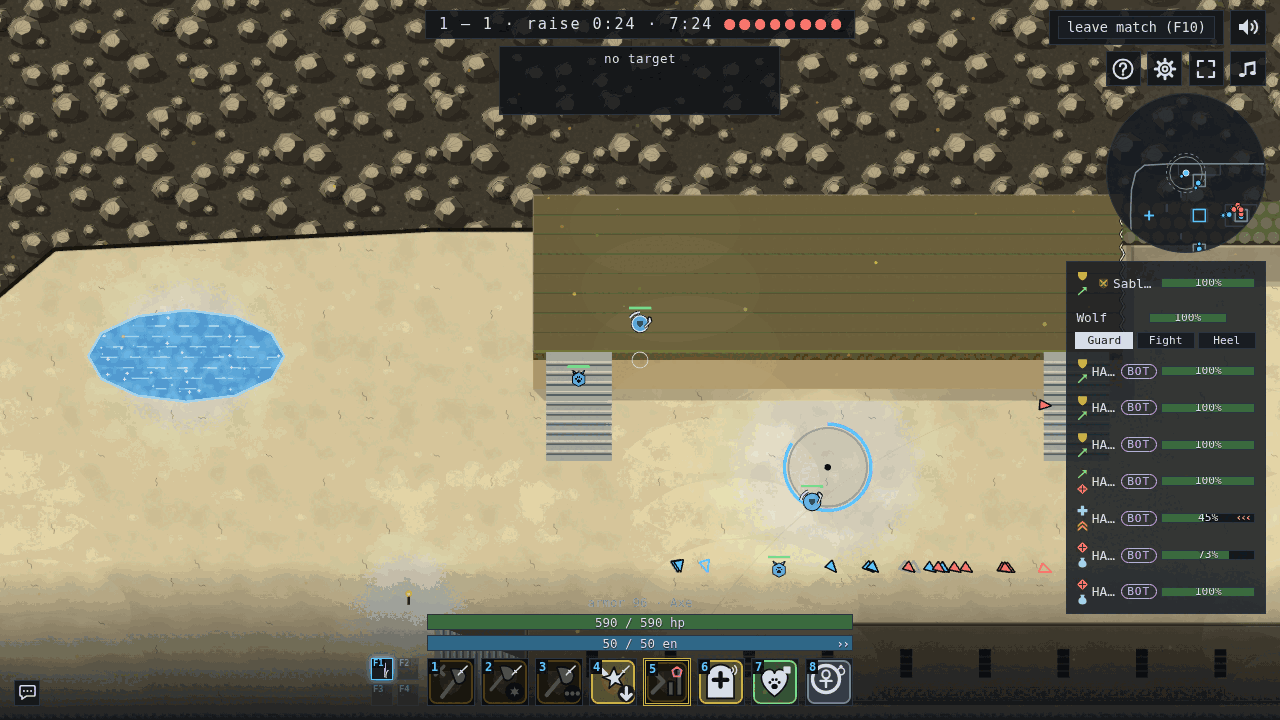 1 — 1 · raise 0:24 · 7:24
no target
leave match (F10)
Sabl… 100%
Wolf 100%
Guard Fight Heel
HA… BOT 100%
HA… BOT 100%
HA… BOT 100%
HA… BOT 100%
HA… BOT 45%
HA… BOT 73%
HA… BOT 100%
590 / 590 hp
50 / 50 en
F1 F2
F3 F4
1 2 3 4 5 6 7 8